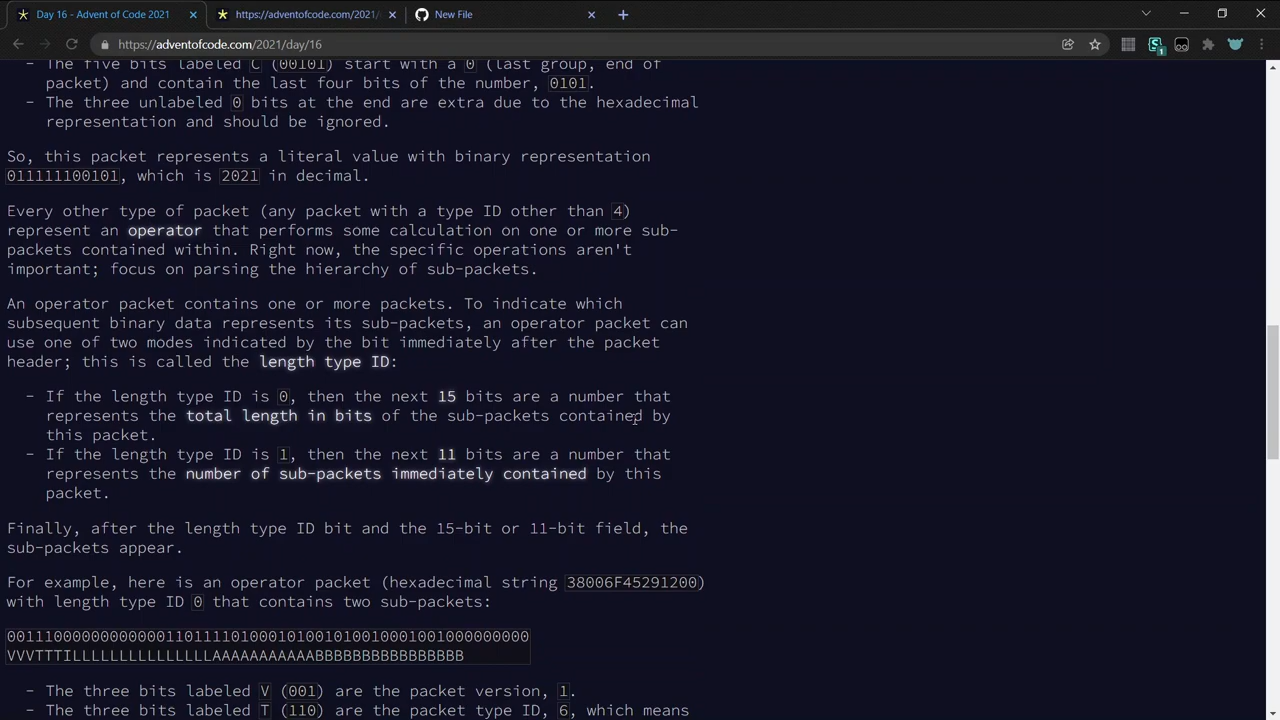 Day 16 - Advent of Code 2021
https://adventofcode.com/2021/
New File
https://adventofcode.com/2021/day/16
1
- The five bits labeled C (00101) start with a 0 (last group, end of
packet) and contain the last four bits of the number, 0101.
- The three unlabeled 0 bits at the end are extra due to the hexadecimal
representation and should be ignored.
So, this packet represents a literal value with binary representation
011111100101, which is 2021 in decimal.
Every other type of packet (any packet with a type ID other than 4)
represent an operator that performs some calculation on one or more sub-
packets contained within. Right now, the specific operations aren't
important; focus on parsing the hierarchy of sub-packets.
An operator packet contains one or more packets. To indicate which
subsequent binary data represents its sub-packets, an operator packet can
use one of two modes indicated by the bit immediately after the packet
header; this is called the length type ID:
- If the length type ID is 0, then the next 15 bits are a number that
represents the total length in bits of the sub-packets contained by
this packet.
- If the length type ID is 1, then the next 11 bits are a number that
represents the number of sub-packets immediately contained by this
packet.
Finally, after the length type ID bit and the 15-bit or 11-bit field, the
sub-packets appear.
For example, here is an operator packet (hexadecimal string 38006F45291200)
with length type ID 0 that contains two sub-packets:
00111000000000000110111101000101001010010001001000000000
VVVTTTILLLLLLLLLLLLLLLAAAAAAAAAAABBBBBBBBBBBBBBBB
- The three bits labeled V (001) are the packet version, 1.
- The three bits labeled T (110) are the packet type ID, 6, which means